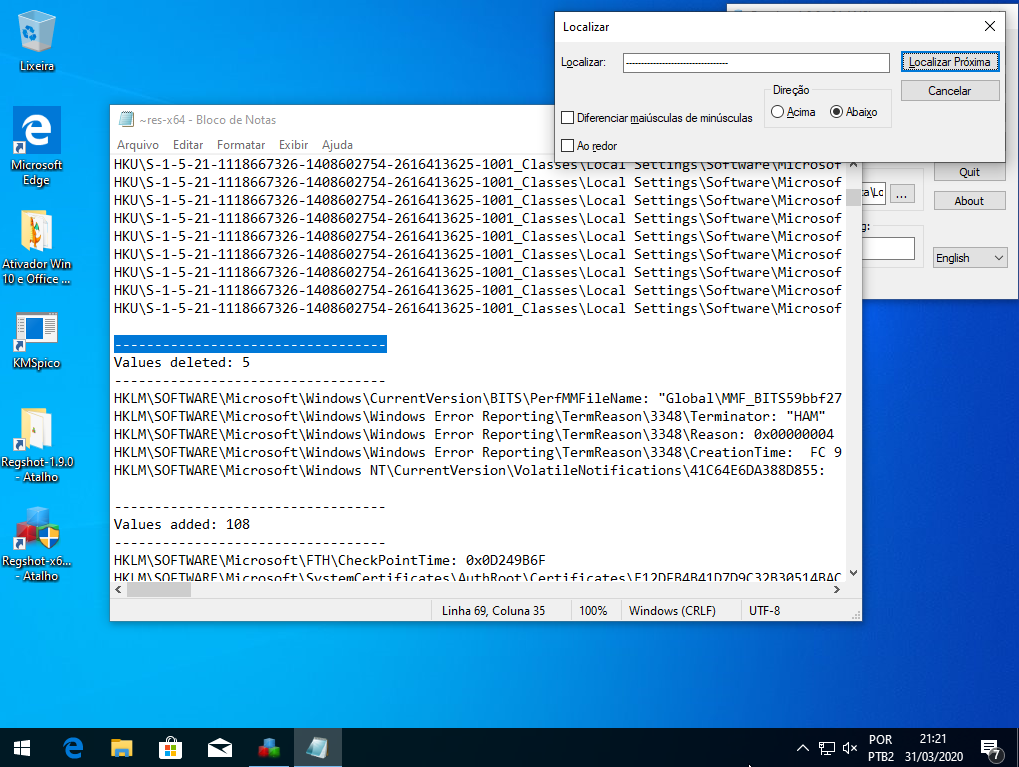 Lixeira
Microsoft
Edge
Ativador Win
10 e Office ...
KMSpico
Regshot-1.9.0
- Atalho
Regshot-x6...
- Atalho
Localizar
Localizar:
----------------------------------
Localizar Próxima
Cancelar
Direção
Acima
Abaixo
Diferenciar maiúsculas de minúsculas
Ao redor
Quit
About
...
English
~res-x64 - Bloco de Notas
Arquivo Editar Formatar Exibir Ajuda
HKU\S-1-5-21-1118667326-1408602754-2616413625-1001_Classes\Local Settings\Software\Microsof
HKU\S-1-5-21-1118667326-1408602754-2616413625-1001_Classes\Local Settings\Software\Microsof
HKU\S-1-5-21-1118667326-1408602754-2616413625-1001_Classes\Local Settings\Software\Microsof
HKU\S-1-5-21-1118667326-1408602754-2616413625-1001_Classes\Local Settings\Software\Microsof
HKU\S-1-5-21-1118667326-1408602754-2616413625-1001_Classes\Local Settings\Software\Microsof
HKU\S-1-5-21-1118667326-1408602754-2616413625-1001_Classes\Local Settings\Software\Microsof
HKU\S-1-5-21-1118667326-1408602754-2616413625-1001_Classes\Local Settings\Software\Microsof
HKU\S-1-5-21-1118667326-1408602754-2616413625-1001_Classes\Local Settings\Software\Microsof
HKU\S-1-5-21-1118667326-1408602754-2616413625-1001_Classes\Local Settings\Software\Microsof
----------------------------------
Values deleted: 5
----------------------------------
HKLM\SOFTWARE\Microsoft\Windows\CurrentVersion\BITS\PerfMMFileName: "Global\MMF_BITS59bbf27
HKLM\SOFTWARE\Microsoft\Windows\Windows Error Reporting\TermReason\3348\Terminator: "HAM"
HKLM\SOFTWARE\Microsoft\Windows\Windows Error Reporting\TermReason\3348\Reason: 0x00000004
HKLM\SOFTWARE\Microsoft\Windows\Windows Error Reporting\TermReason\3348\CreationTime:  FC 9
HKLM\SOFTWARE\Microsoft\Windows NT\CurrentVersion\VolatileNotifications\41C64E6DA388D855:
----------------------------------
Values added: 108
----------------------------------
HKLM\SOFTWARE\Microsoft\FTH\CheckPointTime: 0x0D249B6F
HKLM\SOFTWARE\Microsoft\SystemCertificates\AuthRoot\Certificates\F12DFB4B41D7D9C32B30514BAC
Linha 69, Coluna 35
100%
Windows (CRLF)
UTF-8
POR
PTB2
21:21
31/03/2020
7